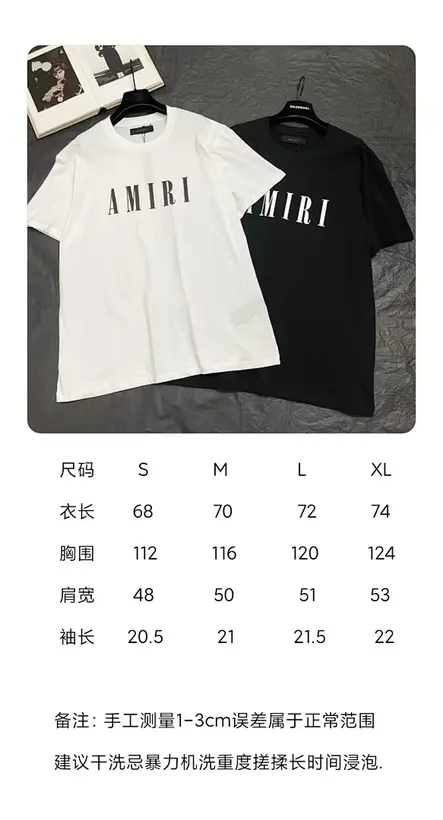 BALENCIAGA
AMIRI
AMIRI
MIRI
尺码 S M L XL
衣长 68 70 72 74
胸围 112 116 120 124
肩宽 48 50 51 53
袖长 20.5 21 21.5 22
备注: 手工测量1-3cm误差属于正常范围
建议干洗忌暴力机洗重度搓揉长时间浸泡.